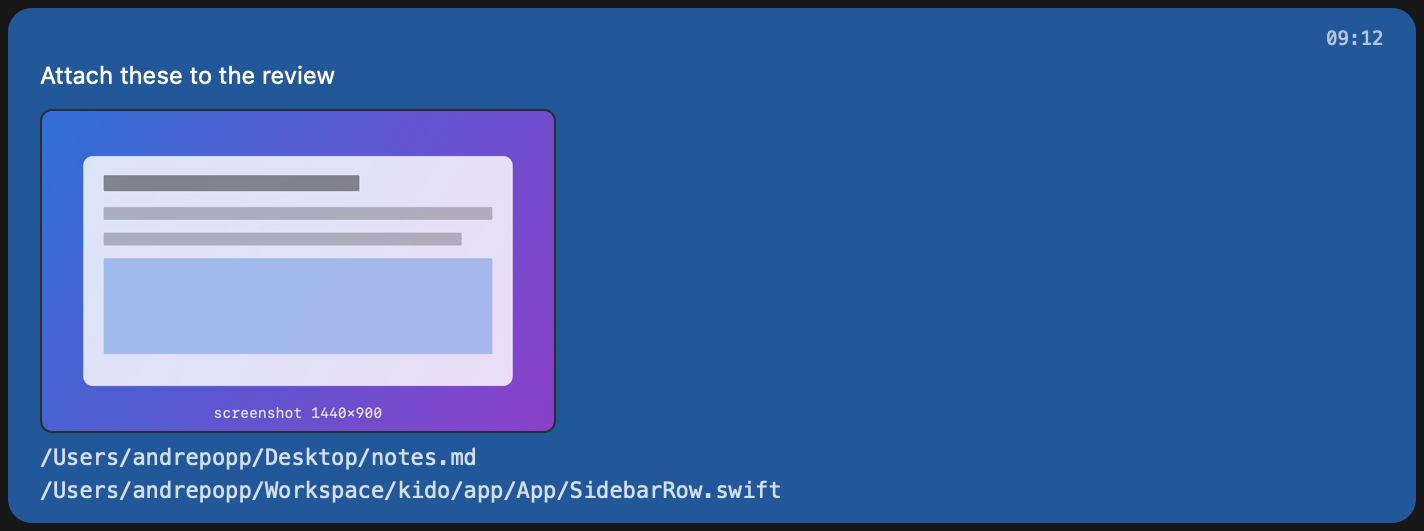 09:12
Attach these to the review
screenshot 1440×900
/Users/andrepopp/Desktop/notes.md
/Users/andrepopp/Workspace/kido/app/App/SidebarRow.swift